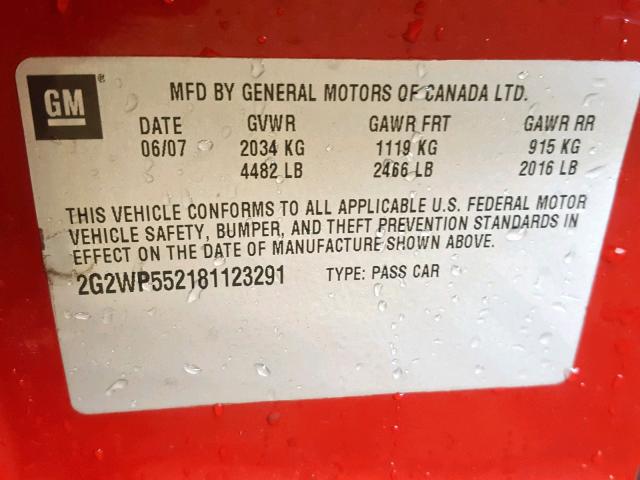 GM ®
MFD BY GENERAL MOTORS OF CANADA LTD.
DATE GVWR GAWR FRT GAWR RR
06/07 2034 KG 1119 KG 915 KG
4482 LB 2466 LB 2016 LB
THIS VEHICLE CONFORMS TO ALL APPLICABLE U.S. FEDERAL MOTOR
VEHICLE SAFETY, BUMPER, AND THEFT PREVENTION STANDARDS IN
EFFECT ON THE DATE OF MANUFACTURE SHOWN ABOVE.
2G2WP552181123291 TYPE: PASS CAR